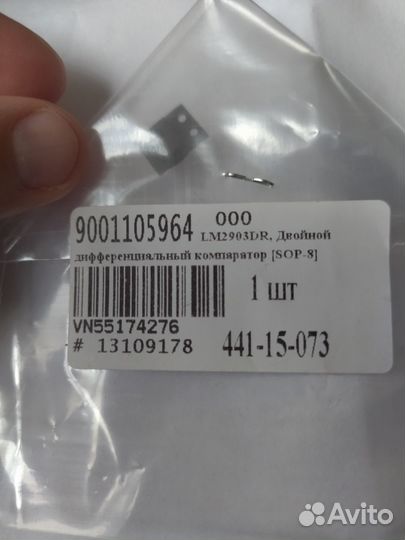 9001105964 000
LM2903DR, Двойной
дифференциальный компаратор [SOP-8]
1 шт
VN55174276
# 13109178 441-15-073
Avito